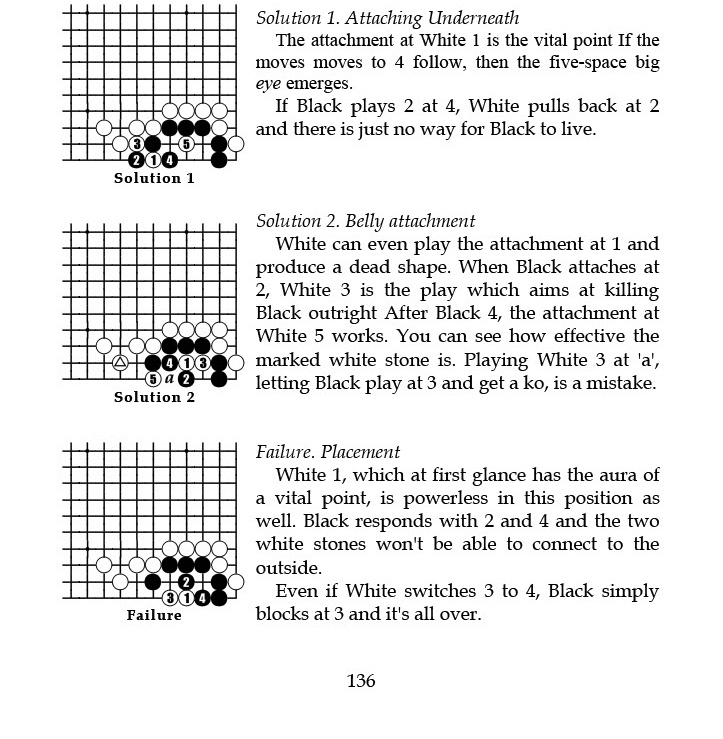 Solution 1. Attaching Underneath
The attachment at White 1 is the vital point If the
moves moves to 4 follow, then the five-space big
eye emerges.
If Black plays 2 at 4, White pulls back at 2
and there is just no way for Black to live.
3 5
2 1 4
Solution 1
Solution 2. Belly attachment
White can even play the attachment at 1 and
produce a dead shape. When Black attaches at
2, White 3 is the play which aims at killing
Black outright After Black 4, the attachment at
White 5 works. You can see how effective the
marked white stone is. Playing White 3 at 'a',
letting Black play at 3 and get a ko, is a mistake.
4 1 3
5 a 2
Solution 2
Failure. Placement
White 1, which at first glance has the aura of
a vital point, is powerless in this position as
well. Black responds with 2 and 4 and the two
white stones won't be able to connect to the
outside.
Even if White switches 3 to 4, Black simply
blocks at 3 and it's all over.
2
3 1 4
Failure
136